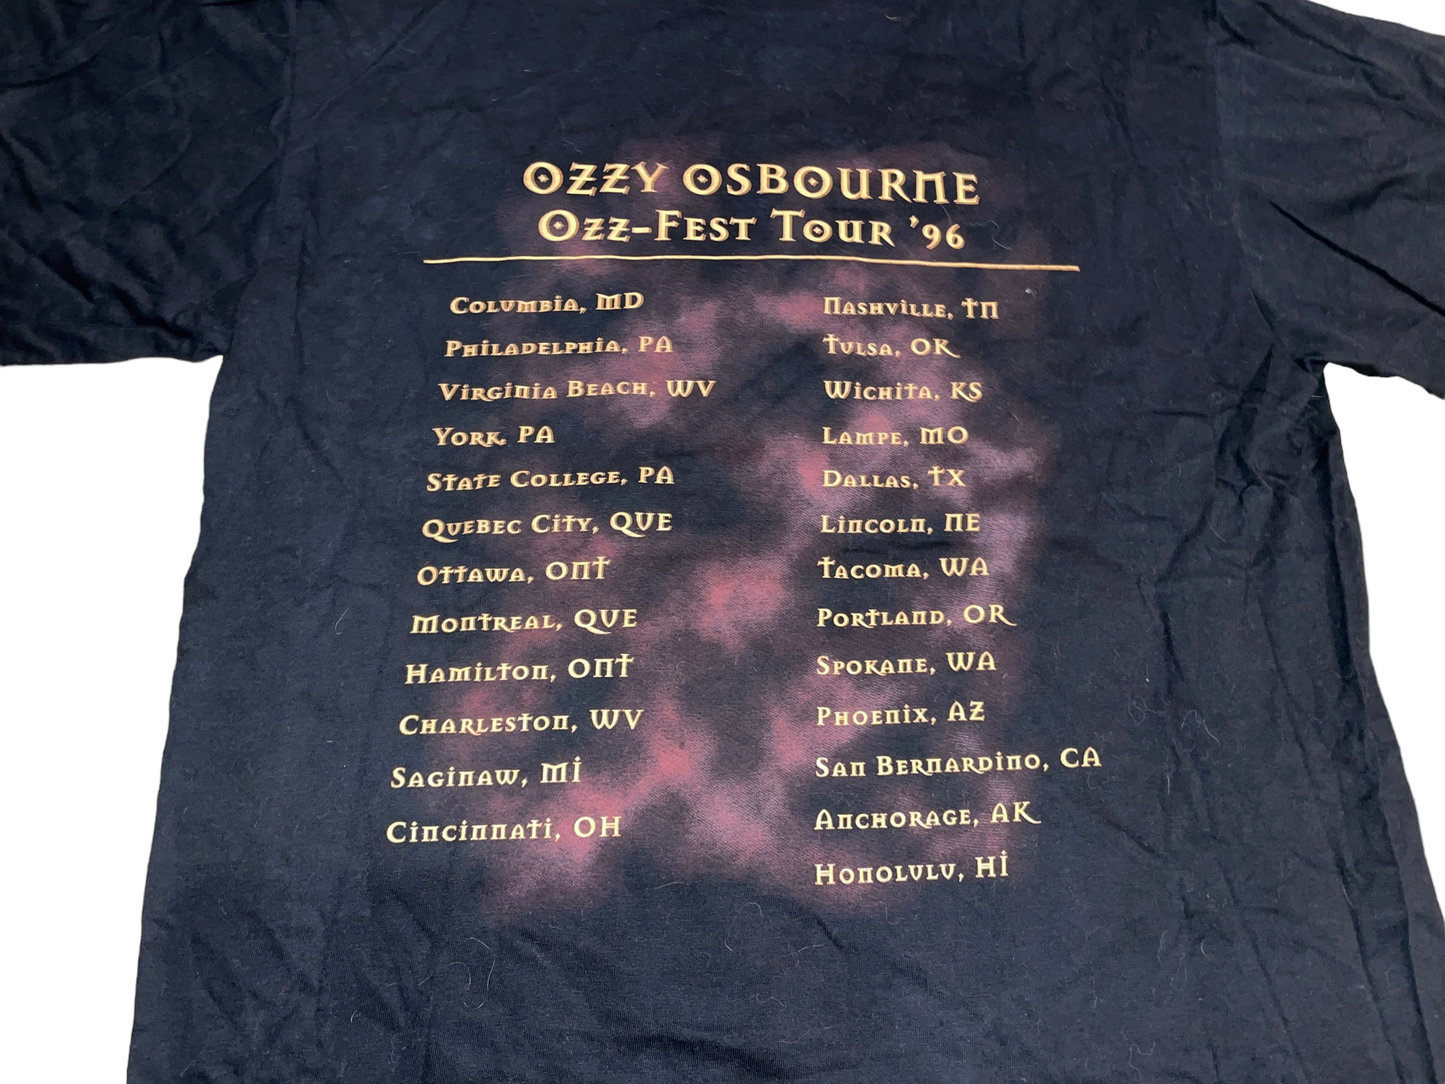 OZZY OSBOURNE
OZZ-FEST TOUR '96
COLUMBIA, MD
PHILADELPHIA, PA
VIRGINIA BEACH, WV
YORK, PA
STATE COLLEGE, PA
QUEBEC CITY, QUE
OTTAWA, ONT
MONTREAL, QUE
HAMILTON, ONT
CHARLESTON, WV
SAGINAW, MI
CINCINNATI, OH
NASHVILLE, TN
TULSA, OK
WICHITA, KS
LAMPE, MO
DALLAS, TX
LINCOLN, NE
TACOMA, WA
PORTLAND, OR
SPOKANE, WA
PHOENIX, AZ
SAN BERNARDINO, CA
ANCHORAGE, AK
HONOLULU, HI